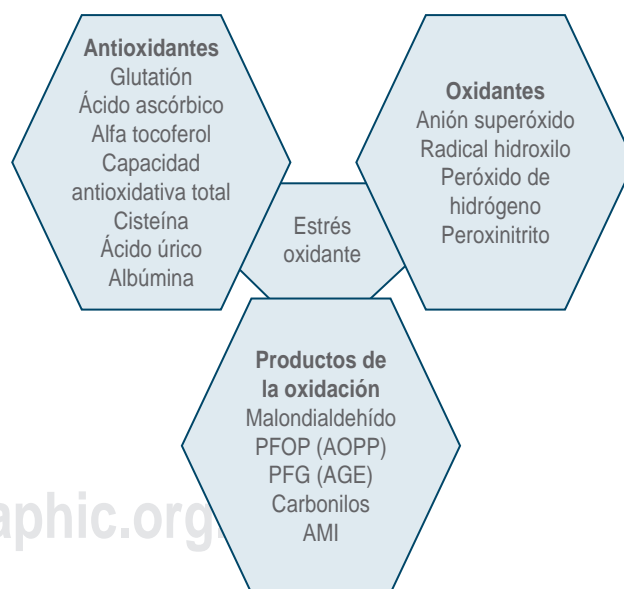 Antioxidantes
Glutatión
Ácido ascórbico
Alfa tocoferol
Capacidad
antioxidativa total
Cisteína
Ácido úrico
Albúmina
Oxidantes
Anión superóxido
Radical hidroxilo
Peróxido de
hidrógeno
Peroxinitrito
Estrés
oxidante
Productos de
la oxidación
Malondialdehído
PFOP (AOPP)
PFG (AGE)
Carbonilos
AMI
aphic.org